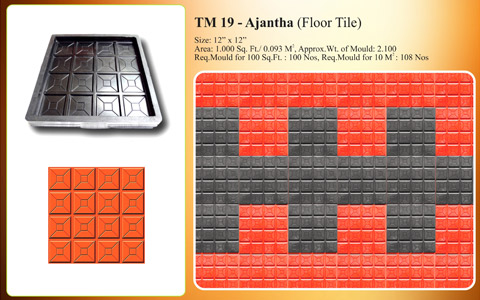 TM 19 - Ajantha (Floor Tile)
Size: 12” x 12”
Area: 1.000 Sq. Ft./ 0.093 M², Approx.Wt. of Mould: 2.100
Req.Mould for 100 Sq.Ft. : 100 Nos, Req.Mould for 10 M² : 108 Nos